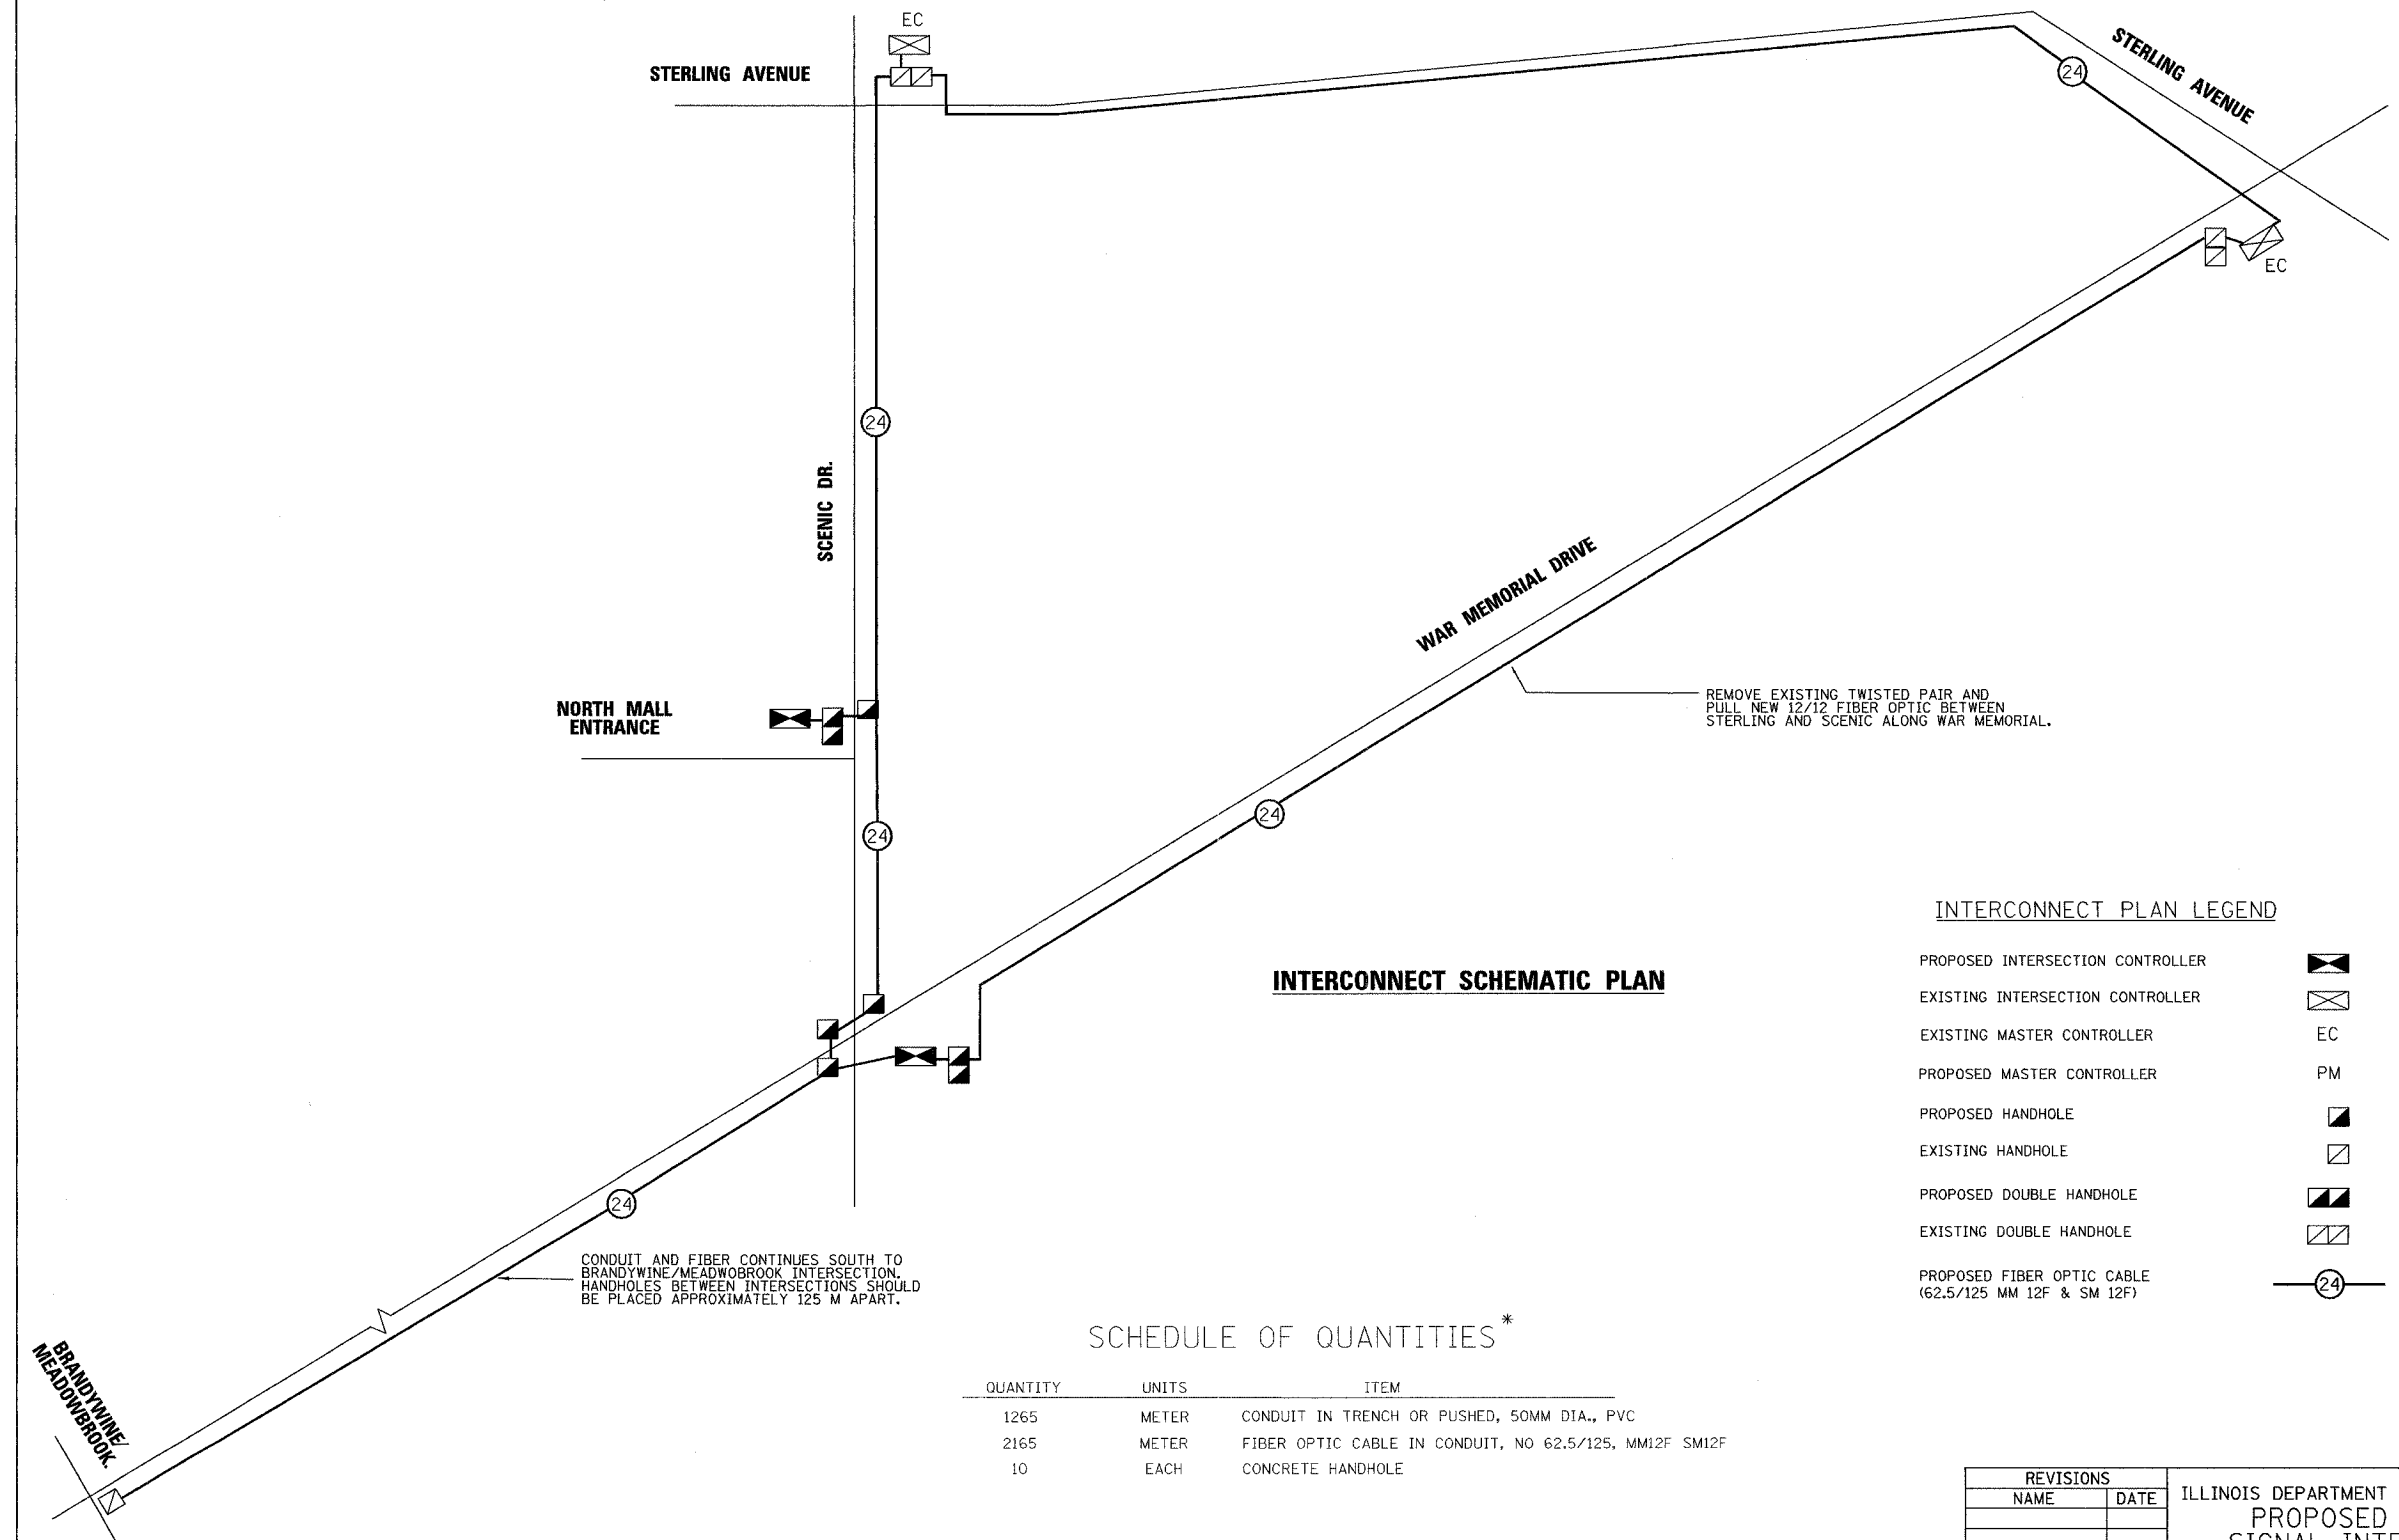 EC
STERLING AVENUE
STERLING AVENUE
24
EC
24
SCENIC DR.
WAR MEMORIAL DRIVE
NORTH MALL
ENTRANCE
REMOVE EXISTING TWISTED PAIR AND
PULL NEW 12/12 FIBER OPTIC BETWEEN
STERLING AND SCENIC ALONG WAR MEMORIAL.
24
24
INTERCONNECT SCHEMATIC PLAN
INTERCONNECT PLAN LEGEND
PROPOSED INTERSECTION CONTROLLER
EXISTING INTERSECTION CONTROLLER
EXISTING MASTER CONTROLLER EC
PROPOSED MASTER CONTROLLER PM
PROPOSED HANDHOLE
EXISTING HANDHOLE
PROPOSED DOUBLE HANDHOLE
EXISTING DOUBLE HANDHOLE
PROPOSED FIBER OPTIC CABLE
(62.5/125 MM 12F & SM 12F)
24
24
CONDUIT AND FIBER CONTINUES SOUTH TO
BRANDYWINE/MEADWOBROOK INTERSECTION.
HANDHOLES BETWEEN INTERSECTIONS SHOULD
BE PLACED APPROXIMATELY 125 M APART.
BRANDYWINE/
MEADOWBROOK.
SCHEDULE OF QUANTITIES*
QUANTITY UNITS ITEM
1265 METER CONDUIT IN TRENCH OR PUSHED, 50MM DIA., PVC
2165 METER FIBER OPTIC CABLE IN CONDUIT, NO 62.5/125, MM12F SM12F
10 EACH CONCRETE HANDHOLE
REVISIONS
NAME DATE
ILLINOIS DEPARTMENT
PROPOSED